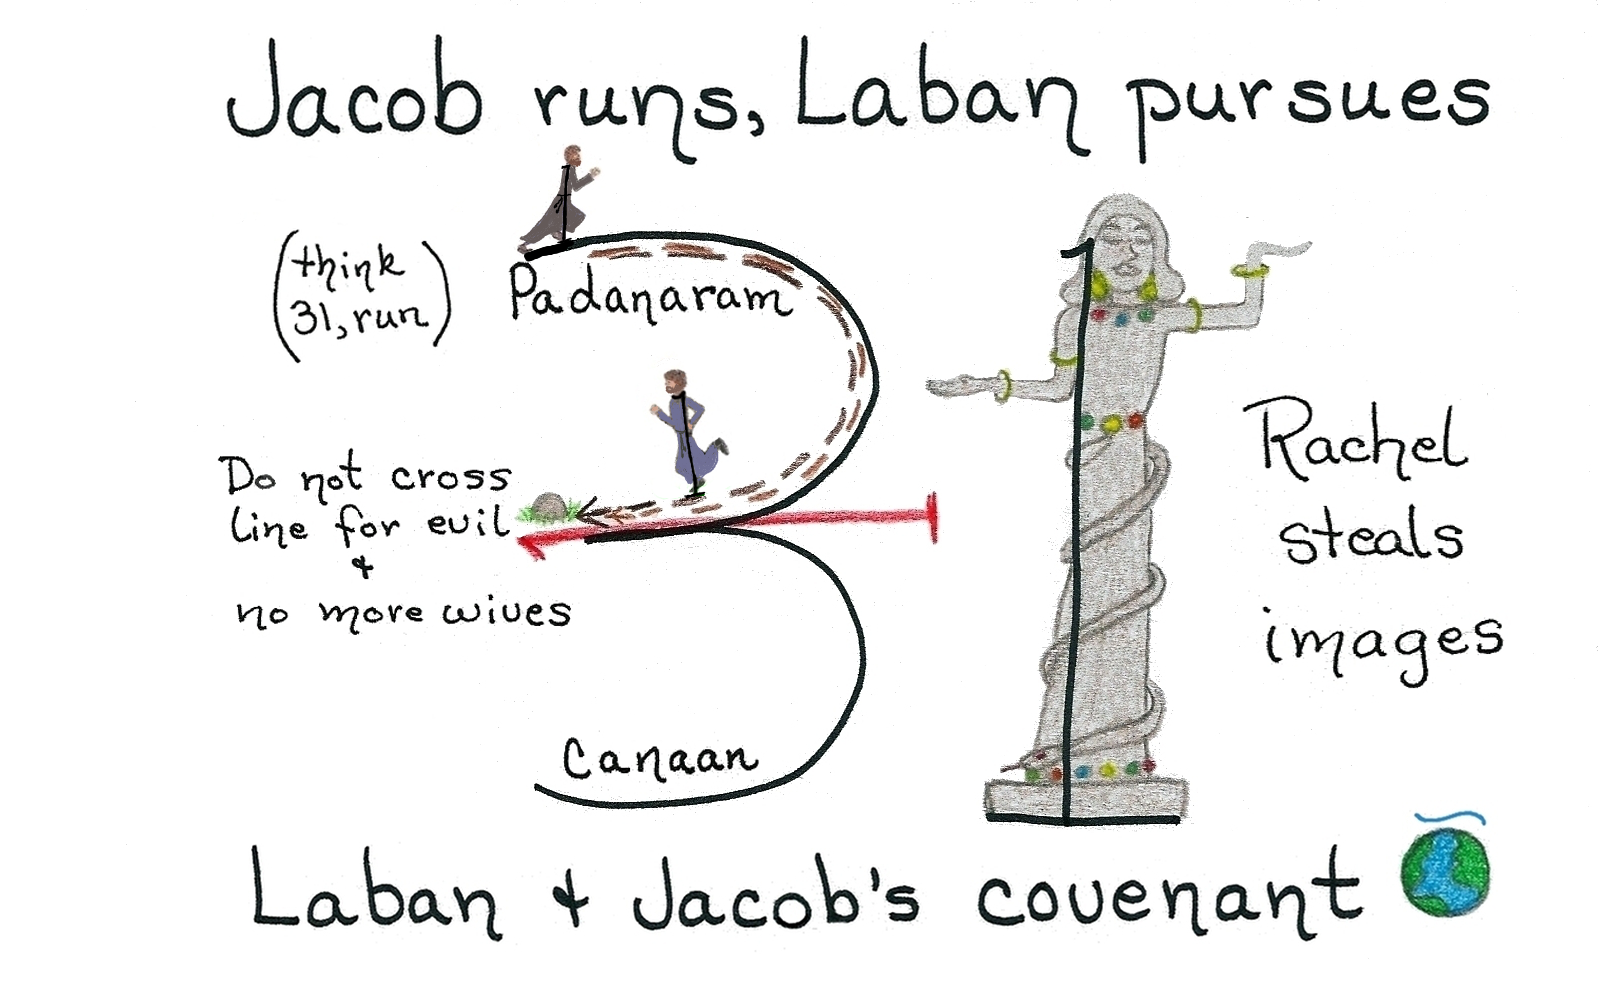 Jacob runs, Laban pursues
(think
31, run)
Padanaram
Do not cross
line for evil
&
no more wives
31
Rachel
steals
images
Canaan
Laban & Jacob's covenant